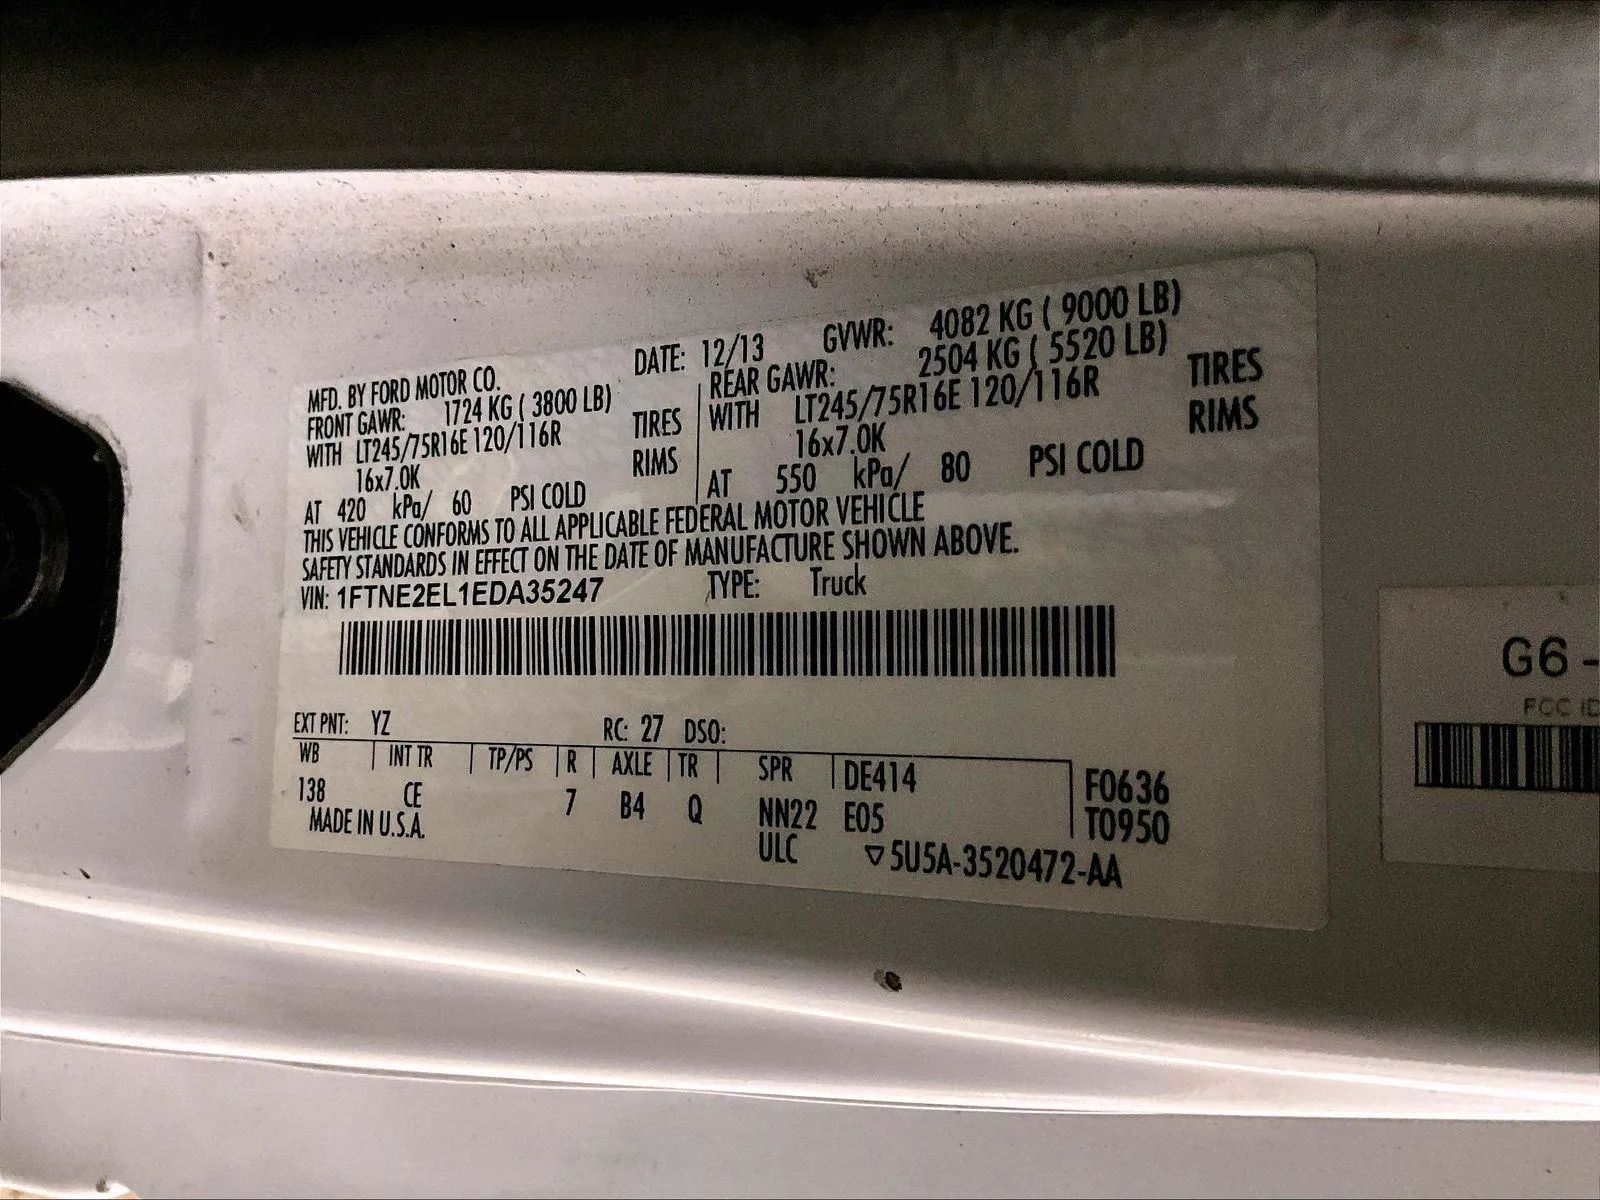 MFD. BY FORD MOTOR CO. DATE: 12/13 GVWR: 4082 KG ( 9000 LB)
FRONT GAWR: 1724 KG ( 3800 LB) REAR GAWR: 2504 KG ( 5520 LB)
WITH LT245/75R16E 120/116R TIRES WITH LT245/75R16E 120/116R TIRES
16x7.0K RIMS 16x7.0K RIMS
AT 420 kPa/ 60 PSI COLD AT 550 kPa/ 80 PSI COLD
THIS VEHICLE CONFORMS TO ALL APPLICABLE FEDERAL MOTOR VEHICLE
SAFETY STANDARDS IN EFFECT ON THE DATE OF MANUFACTURE SHOWN ABOVE.
VIN: 1FTNE2EL1EDA35247 TYPE: Truck
EXT PNT: YZ RC: 27 DSO:
WB INT TR TP/PS R AXLE TR SPR DE414 F0636
138 CE 7 B4 Q NN22 E05 T0950
MADE IN U.S.A. ULC ▽5U5A-3520472-AA
G6 -
FCC ID